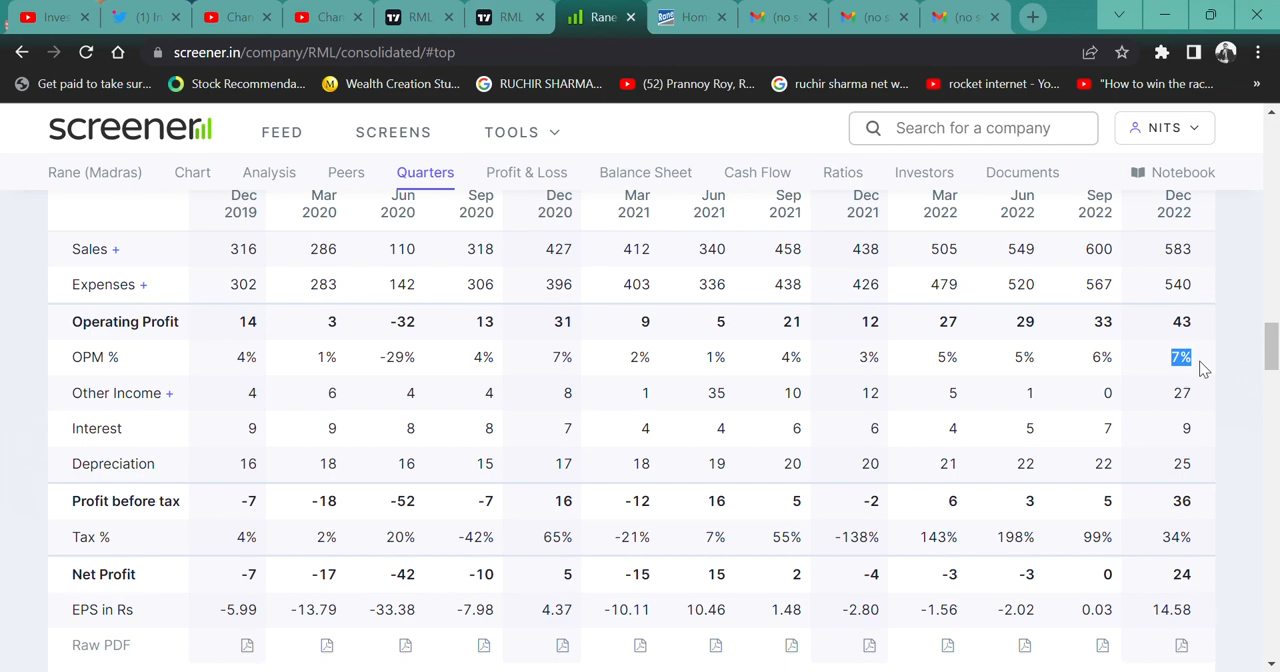 Inves
(1) In
Chan
Chan
RML
RML
Rane
Hom
(no s
(no s
(no s
screener.in/company/RML/consolidated/#top
Get paid to take sur... Stock Recommenda... Wealth Creation Stu... RUCHIR SHARMA... (52) Prannoy Roy, R... ruchir sharma net w... rocket internet - Yo... "How to win the rac... »
screener FEED SCREENS TOOLS Search for a company NITS
Rane (Madras) Chart Analysis Peers Quarters Profit & Loss Balance Sheet Cash Flow Ratios Investors Documents Notebook
Dec Mar Jun Sep Dec Mar Jun Sep Dec Mar Jun Sep Dec
2019 2020 2020 2020 2020 2021 2021 2021 2021 2022 2022 2022 2022
Sales + 316 286 110 318 427 412 340 458 438 505 549 600 583
Expenses + 302 283 142 306 396 403 336 438 426 479 520 567 540
Operating Profit 14 3 -32 13 31 9 5 21 12 27 29 33 43
OPM % 4% 1% -29% 4% 7% 2% 1% 4% 3% 5% 5% 6% 7%
Other Income + 4 6 4 4 8 1 35 10 12 5 1 0 27
Interest 9 9 8 8 7 4 4 6 6 4 5 7 9
Depreciation 16 18 16 15 17 18 19 20 20 21 22 22 25
Profit before tax -7 -18 -52 -7 16 -12 16 5 -2 6 3 5 36
Tax % 4% 2% 20% -42% 65% -21% 7% 55% -138% 143% 198% 99% 34%
Net Profit -7 -17 -42 -10 5 -15 15 2 -4 -3 -3 0 24
EPS in Rs -5.99 -13.79 -33.38 -7.98 4.37 -10.11 10.46 1.48 -2.80 -1.56 -2.02 0.03 14.58
Raw PDF